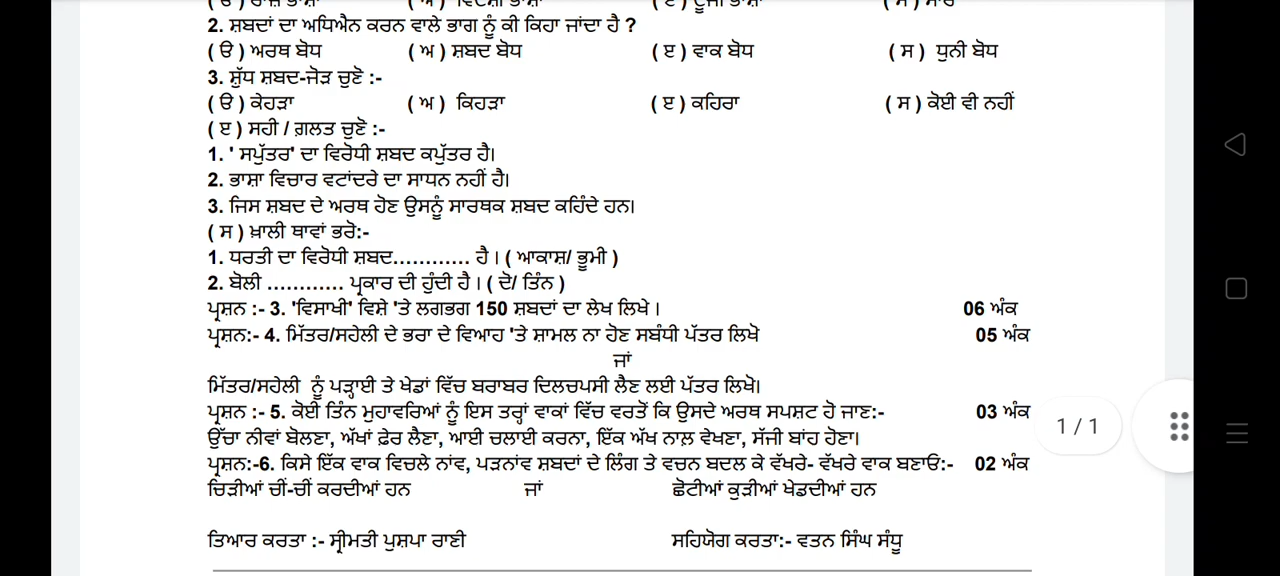 (ੳ) ਰਾਜ ਭਾਸ਼ਾ (ਅ) ਵਿਦੇਸ਼ੀ ਭਾਸ਼ਾ (ੲ) ਦੂਜੀ ਭਾਸ਼ਾ (ਸ) ਸਾਰੇ
2. ਸ਼ਬਦਾਂ ਦਾ ਅਧਿਐਨ ਕਰਨ ਵਾਲੇ ਭਾਗ ਨੂੰ ਕੀ ਕਿਹਾ ਜਾਂਦਾ ਹੈ ?
(ੳ) ਅਰਥ ਬੋਧ (ਅ) ਸ਼ਬਦ ਬੋਧ (ੲ) ਵਾਕ ਬੋਧ (ਸ) ਧੁਨੀ ਬੋਧ
3. ਸ਼ੁੱਧ ਸ਼ਬਦ-ਜੋੜ ਚੁਣੋ :-
(ੳ) ਕੇਹੜਾ (ਅ) ਕਿਹੜਾ (ੲ) ਕਹਿਰਾ (ਸ) ਕੋਈ ਵੀ ਨਹੀਂ
(ੲ) ਸਹੀ / ਗ਼ਲਤ ਚੁਣੋ :-
1. ' ਸਪੁੱਤਰ' ਦਾ ਵਿਰੋਧੀ ਸ਼ਬਦ ਕਪੁੱਤਰ ਹੈ।
2. ਭਾਸ਼ਾ ਵਿਚਾਰ ਵਟਾਂਦਰੇ ਦਾ ਸਾਧਨ ਨਹੀਂ ਹੈ।
3. ਜਿਸ ਸ਼ਬਦ ਦੇ ਅਰਥ ਹੋਣ ਉਸਨੂੰ ਸਾਰਥਕ ਸ਼ਬਦ ਕਹਿੰਦੇ ਹਨ।
(ਸ) ਖ਼ਾਲੀ ਥਾਵਾਂ ਭਰੋ:-
1. ਧਰਤੀ ਦਾ ਵਿਰੋਧੀ ਸ਼ਬਦ............ ਹੈ। ( ਆਕਾਸ਼/ ਭੂਮੀ )
2. ਬੋਲੀ ............ ਪ੍ਰਕਾਰ ਦੀ ਹੁੰਦੀ ਹੈ। ( ਦੋ/ ਤਿੰਨ )
ਪ੍ਰਸ਼ਨ :- 3. 'ਵਿਸਾਖੀ' ਵਿਸ਼ੇ 'ਤੇ ਲਗਭਗ 150 ਸ਼ਬਦਾਂ ਦਾ ਲੇਖ ਲਿਖੋ। 06 ਅੰਕ
ਪ੍ਰਸ਼ਨ:- 4. ਮਿੱਤਰ/ਸਹੇਲੀ ਦੇ ਭਰਾ ਦੇ ਵਿਆਹ 'ਤੇ ਸ਼ਾਮਲ ਨਾ ਹੋਣ ਸਬੰਧੀ ਪੱਤਰ ਲਿਖੋ 05 ਅੰਕ
ਜਾਂ
ਮਿੱਤਰ/ਸਹੇਲੀ ਨੂੰ ਪੜ੍ਹਾਈ ਤੇ ਖੇਡਾਂ ਵਿੱਚ ਬਰਾਬਰ ਦਿਲਚਪਸੀ ਲੈਣ ਲਈ ਪੱਤਰ ਲਿਖੋ।
ਪ੍ਰਸ਼ਨ :- 5. ਕੋਈ ਤਿੰਨ ਮੁਹਾਵਰਿਆਂ ਨੂੰ ਇਸ ਤਰ੍ਹਾਂ ਵਾਕਾਂ ਵਿੱਚ ਵਰਤੋਂ ਕਿ ਉਸਦੇ ਅਰਥ ਸਪਸ਼ਟ ਹੋ ਜਾਣ:- 03 ਅੰਕ
ਉੱਚਾ ਨੀਵਾਂ ਬੋਲਣਾ, ਅੱਖਾਂ ਫ਼ੇਰ ਲੈਣਾ, ਆਈ ਚਲਾਈ ਕਰਨਾ, ਇੱਕ ਅੱਖ ਨਾਲ਼ ਵੇਖਣਾ, ਸੱਜੀ ਬਾਂਹ ਹੋਣਾ।
ਪ੍ਰਸ਼ਨ:-6. ਕਿਸੇ ਇੱਕ ਵਾਕ ਵਿਚਲੇ ਨਾਂਵ, ਪੜਨਾਂਵ ਸ਼ਬਦਾਂ ਦੇ ਲਿੰਗ ਤੇ ਵਚਨ ਬਦਲ ਕੇ ਵੱਖਰੇ- ਵੱਖਰੇ ਵਾਕ ਬਣਾਓ:- 02 ਅੰਕ
ਚਿੜੀਆਂ ਚੀਂ-ਚੀਂ ਕਰਦੀਆਂ ਹਨ ਜਾਂ ਛੋਟੀਆਂ ਕੁੜੀਆਂ ਖੇਡਦੀਆਂ ਹਨ
ਤਿਆਰ ਕਰਤਾ :- ਸ੍ਰੀਮਤੀ ਪੁਸ਼ਪਾ ਰਾਣੀ ਸਹਿਯੋਗ ਕਰਤਾ:- ਵਤਨ ਸਿੰਘ ਸੰਧੂ
1 / 1